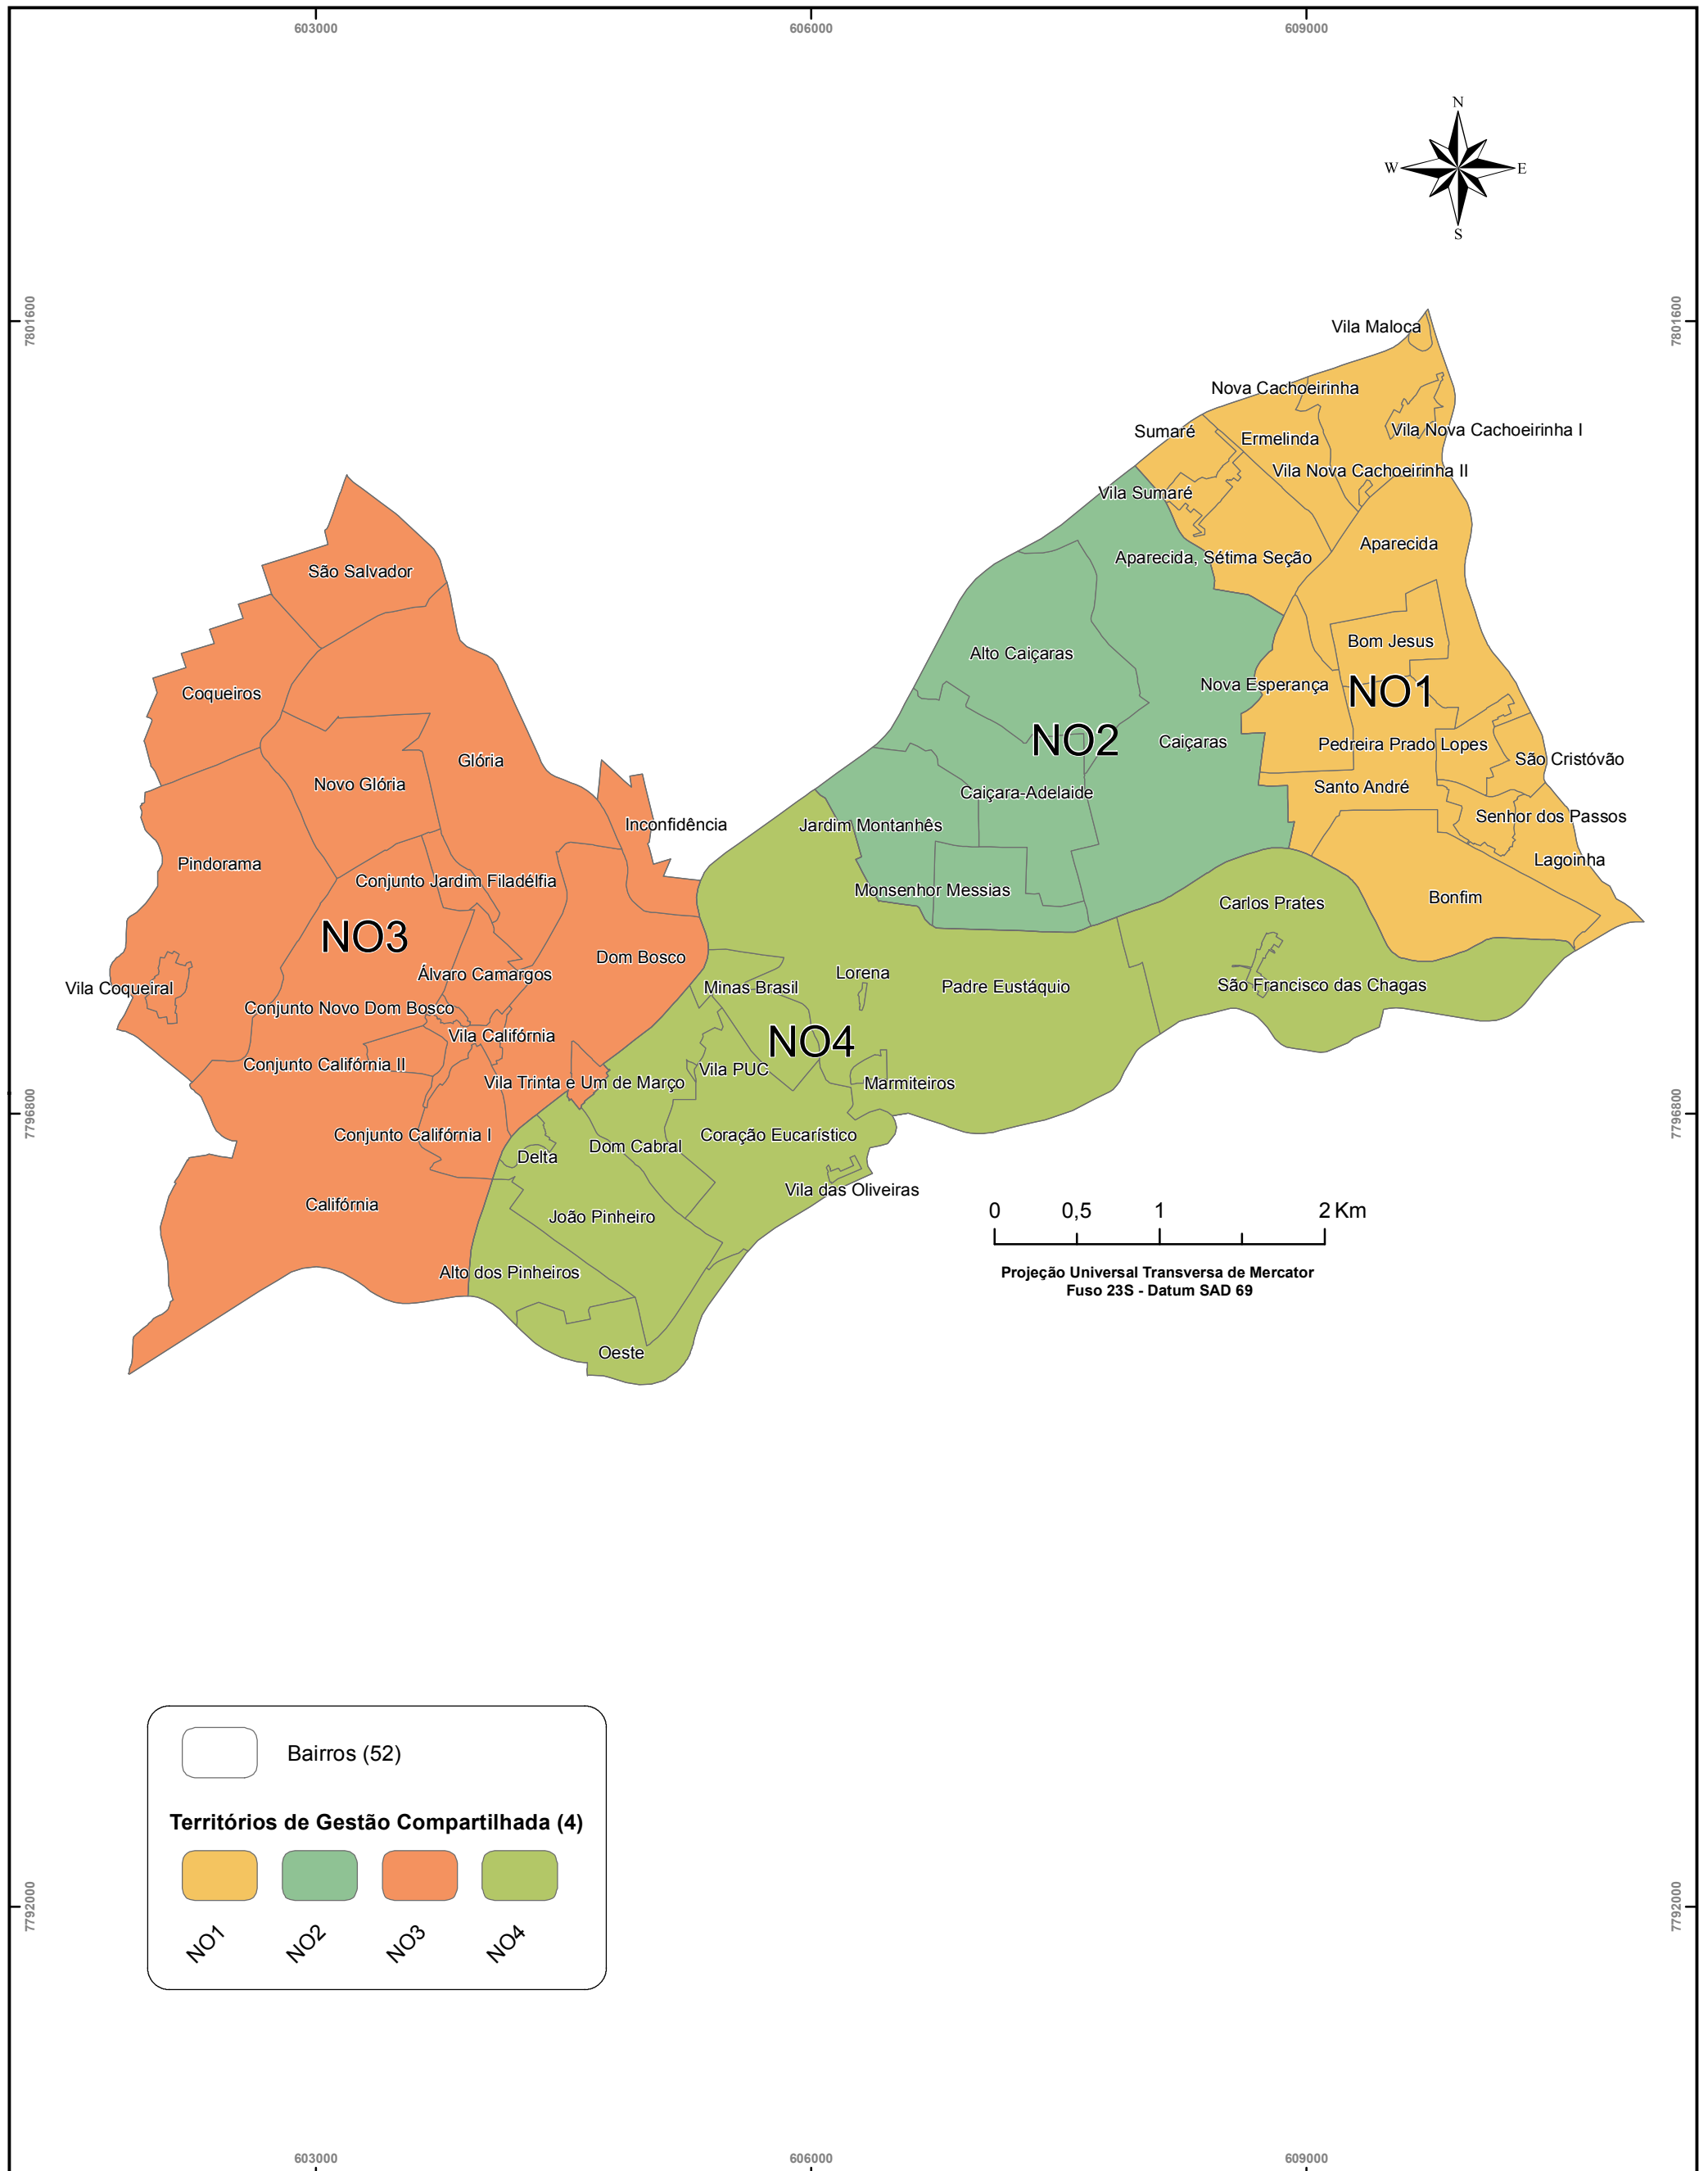 603000
606000
609000
N
W
E
S
7801600
7801600
Vila Maloca
Nova Cachoeirinha
Sumaré
Ermelinda
Vila Nova Cachoeirinha I
Vila Nova Cachoeirinha II
Vila Sumaré
Aparecida
Aparecida, Sétima Seção
São Salvador
Bom Jesus
Alto Caiçaras
Nova Esperança
NO1
Coqueiros
NO2
Caiçaras
Pedreira Prado Lopes
São Cristóvão
Glória
Novo Glória
Santo André
Caiçara-Adelaide
Senhor dos Passos
Inconfidência
Jardim Montanhês
Lagoinha
Pindorama
Conjunto Jardim Filadélfia
Monsenhor Messias
Bonfim
Carlos Prates
NO3
Dom Bosco
Álvaro Camargos
Lorena
Vila Coqueiral
Minas Brasil
Padre Eustáquio
São Francisco das Chagas
Conjunto Novo Dom Bosco
Vila Califórnia
NO4
Conjunto Califórnia II
Vila PUC
Vila Trinta e Um de Março
Marmiteiros
7796800
7796800
Conjunto Califórnia I
Dom Cabral
Coração Eucarístico
Delta
Vila das Oliveiras
Califórnia
João Pinheiro
0 0,5 1 2 Km
Alto dos Pinheiros
Projeção Universal Transversa de Mercator
Fuso 23S - Datum SAD 69
Oeste
Bairros (52)
Territórios de Gestão Compartilhada (4)
NO1
NO2
NO3
NO4
7792000
7792000
603000
606000
609000